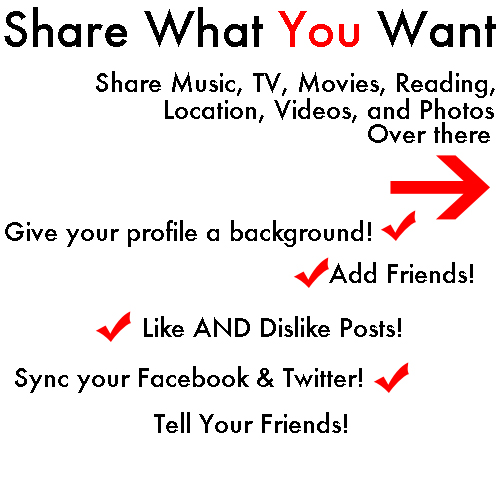 Share What You Want
Share Music, TV, Movies, Reading,
Location, Videos, and Photos
Over there
Give your profile a background!
Add Friends!
Like AND Dislike Posts!
Sync your Facebook & Twitter!
Tell Your Friends!